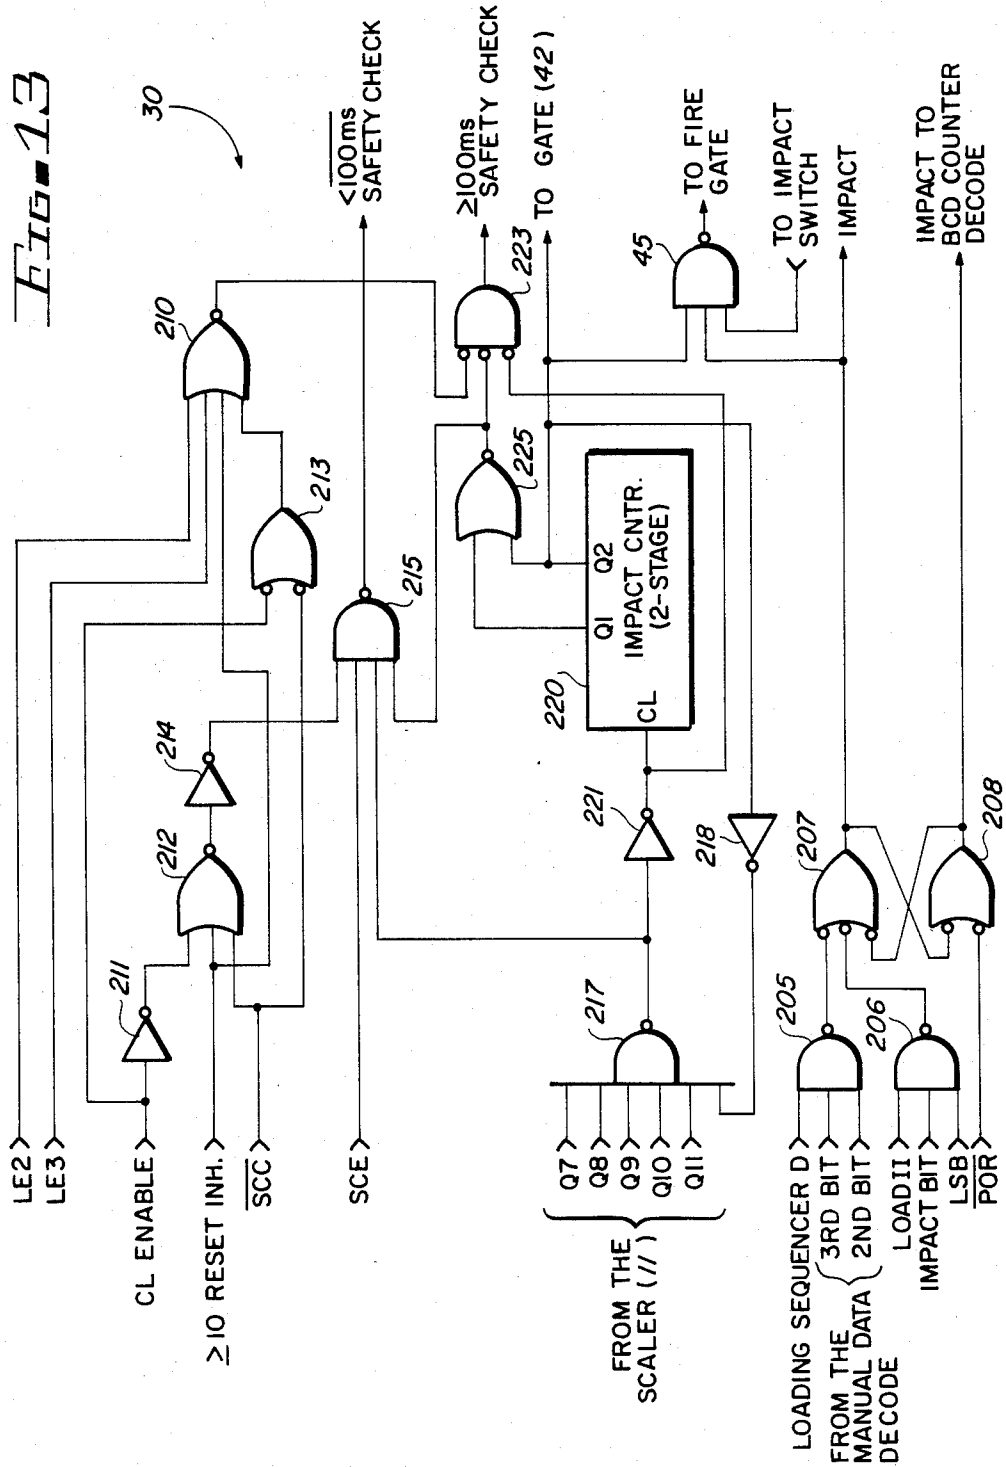 Fig-13
30
LE2
LE3
CL ENABLE
≥10 RESET INH.
SCC
SCE
211
212
214
213
210
215
<100ms
SAFETY CHECK
≥100ms
SAFETY CHECK
223
225
TO GATE (42)
Q7
Q8
Q9
Q10
Q11
FROM THE
SCALER (11)
217
221
218
220
CL
Q1
Q2
IMPACT CNTR.
(2-STAGE)
45
TO FIRE
GATE
TO IMPACT
SWITCH
IMPACT
IMPACT TO
BCD COUNTER
DECODE
LOADING SEQUENCER D
FROM THE
MANUAL DATA
DECODE
3RD BIT
2ND BIT
LOAD II
IMPACT BIT
LSB
POR
205
206
207
208